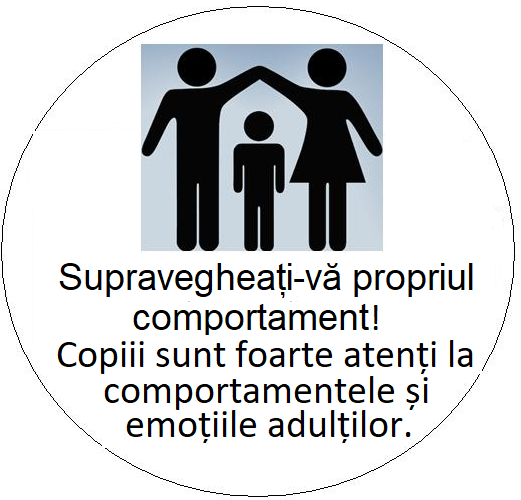 Supravegheați-vă propriul
comportament!
Copiii sunt foarte atenți la
comportamentele și
emoțiile adulților.